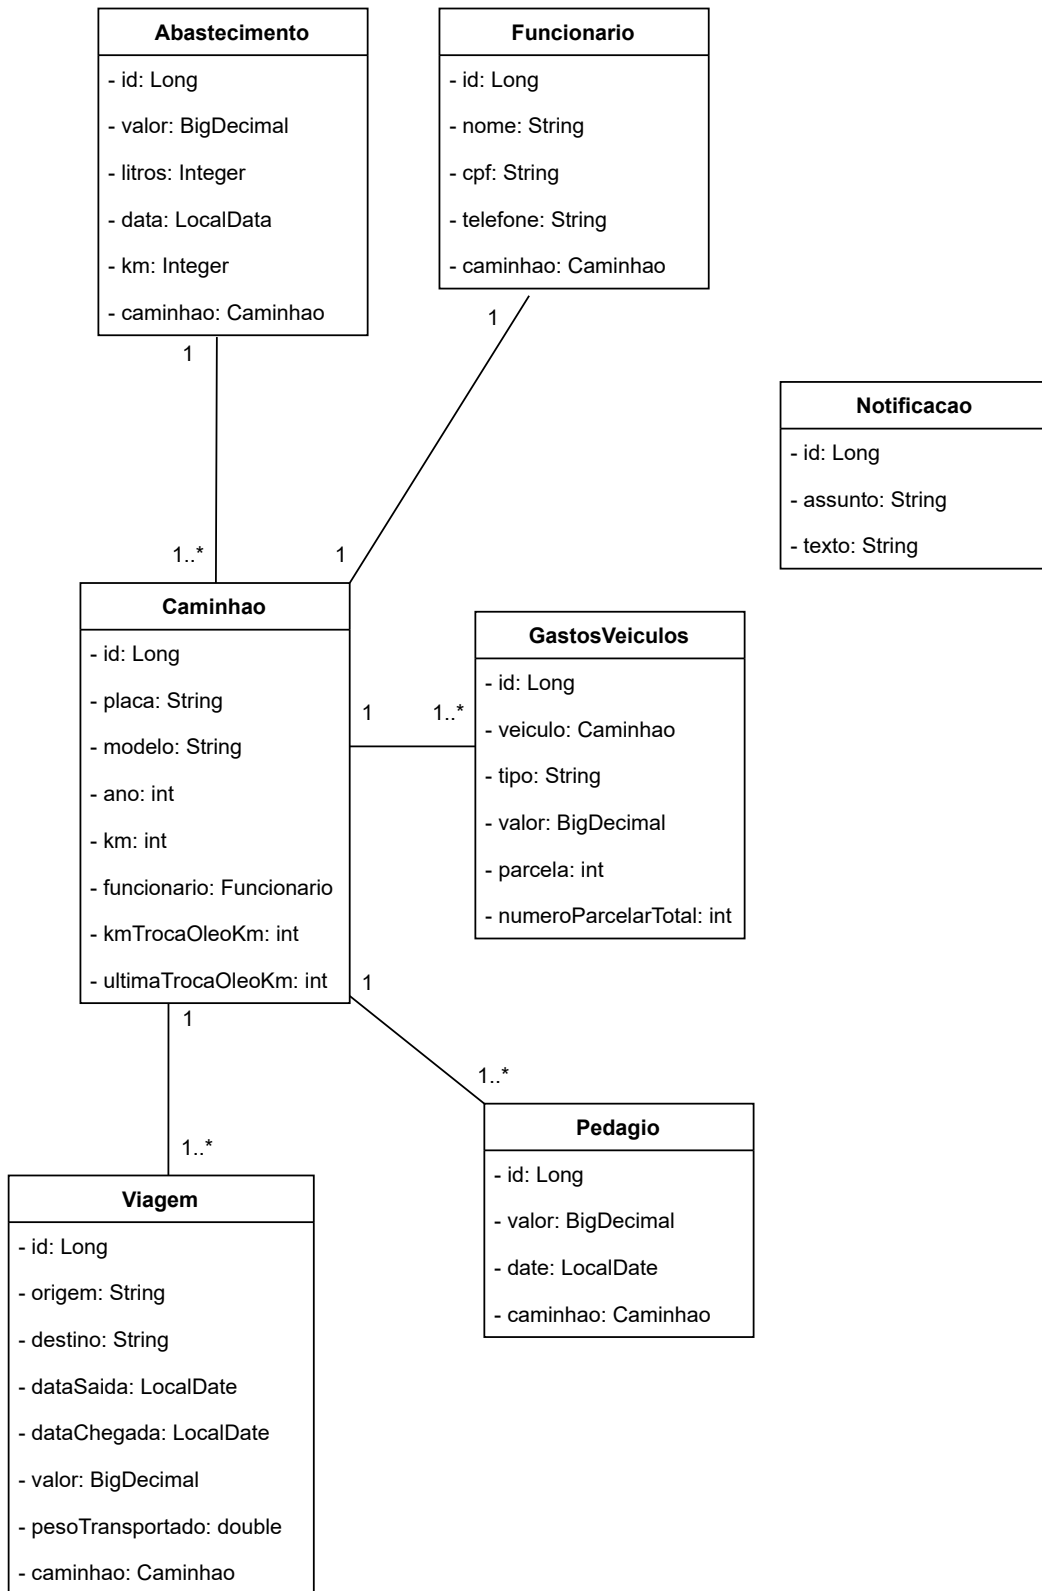 Abastecimento
- id: Long
- valor: BigDecimal
- litros: Integer
- data: LocalData
- km: Integer
- caminhao: Caminhao
1
1..*
Funcionario
- id: Long
- nome: String
- cpf: String
- telefone: String
- caminhao: Caminhao
1
1
Notificacao
- id: Long
- assunto: String
- texto: String
Caminhao
- id: Long
- placa: String
- modelo: String
- ano: int
- km: int
- funcionario: Funcionario
- kmTrocaOleoKm: int
- ultimaTrocaOleoKm: int
1
1..*
GastosVeiculos
- id: Long
- veiculo: Caminhao
- tipo: String
- valor: BigDecimal
- parcela: int
- numeroParcelarTotal: int
1
1..*
Pedagio
- id: Long
- valor: BigDecimal
- date: LocalDate
- caminhao: Caminhao
1
1..*
Viagem
- id: Long
- origem: String
- destino: String
- dataSaida: LocalDate
- dataChegada: LocalDate
- valor: BigDecimal
- pesoTransportado: double
- caminhao: Caminhao